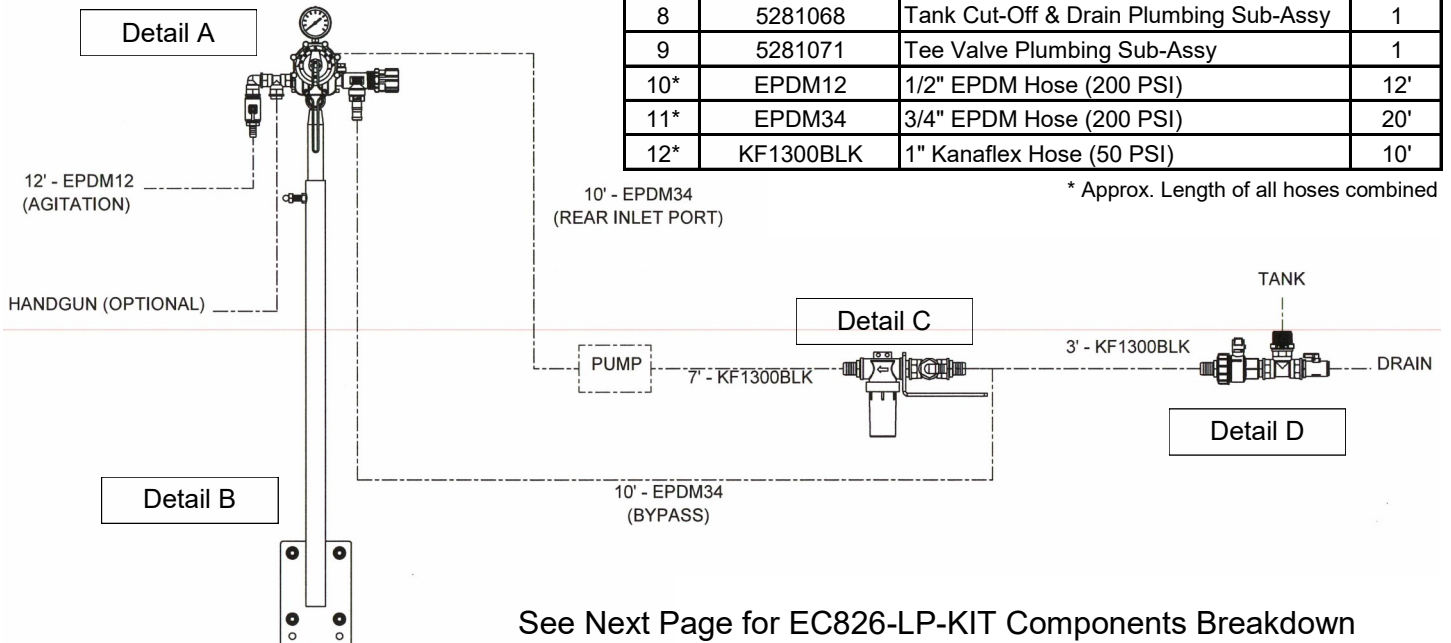 Detail A
8 5281068 Tank Cut-Off & Drain Plumbing Sub-Assy 1
9 5281071 Tee Valve Plumbing Sub-Assy 1
10* EPDM12 1/2" EPDM Hose (200 PSI) 12'
11* EPDM34 3/4" EPDM Hose (200 PSI) 20'
12* KF1300BLK 1" Kanaflex Hose (50 PSI) 10'
* Approx. Length of all hoses combined
12' - EPDM12
(AGITATION)
10' - EPDM34
(REAR INLET PORT)
HANDGUN (OPTIONAL)
TANK
Detail C
PUMP
7' - KF1300BLK
3' - KF1300BLK
DRAIN
Detail D
Detail B
10' - EPDM34
(BYPASS)
See Next Page for EC826-LP-KIT Components Breakdown